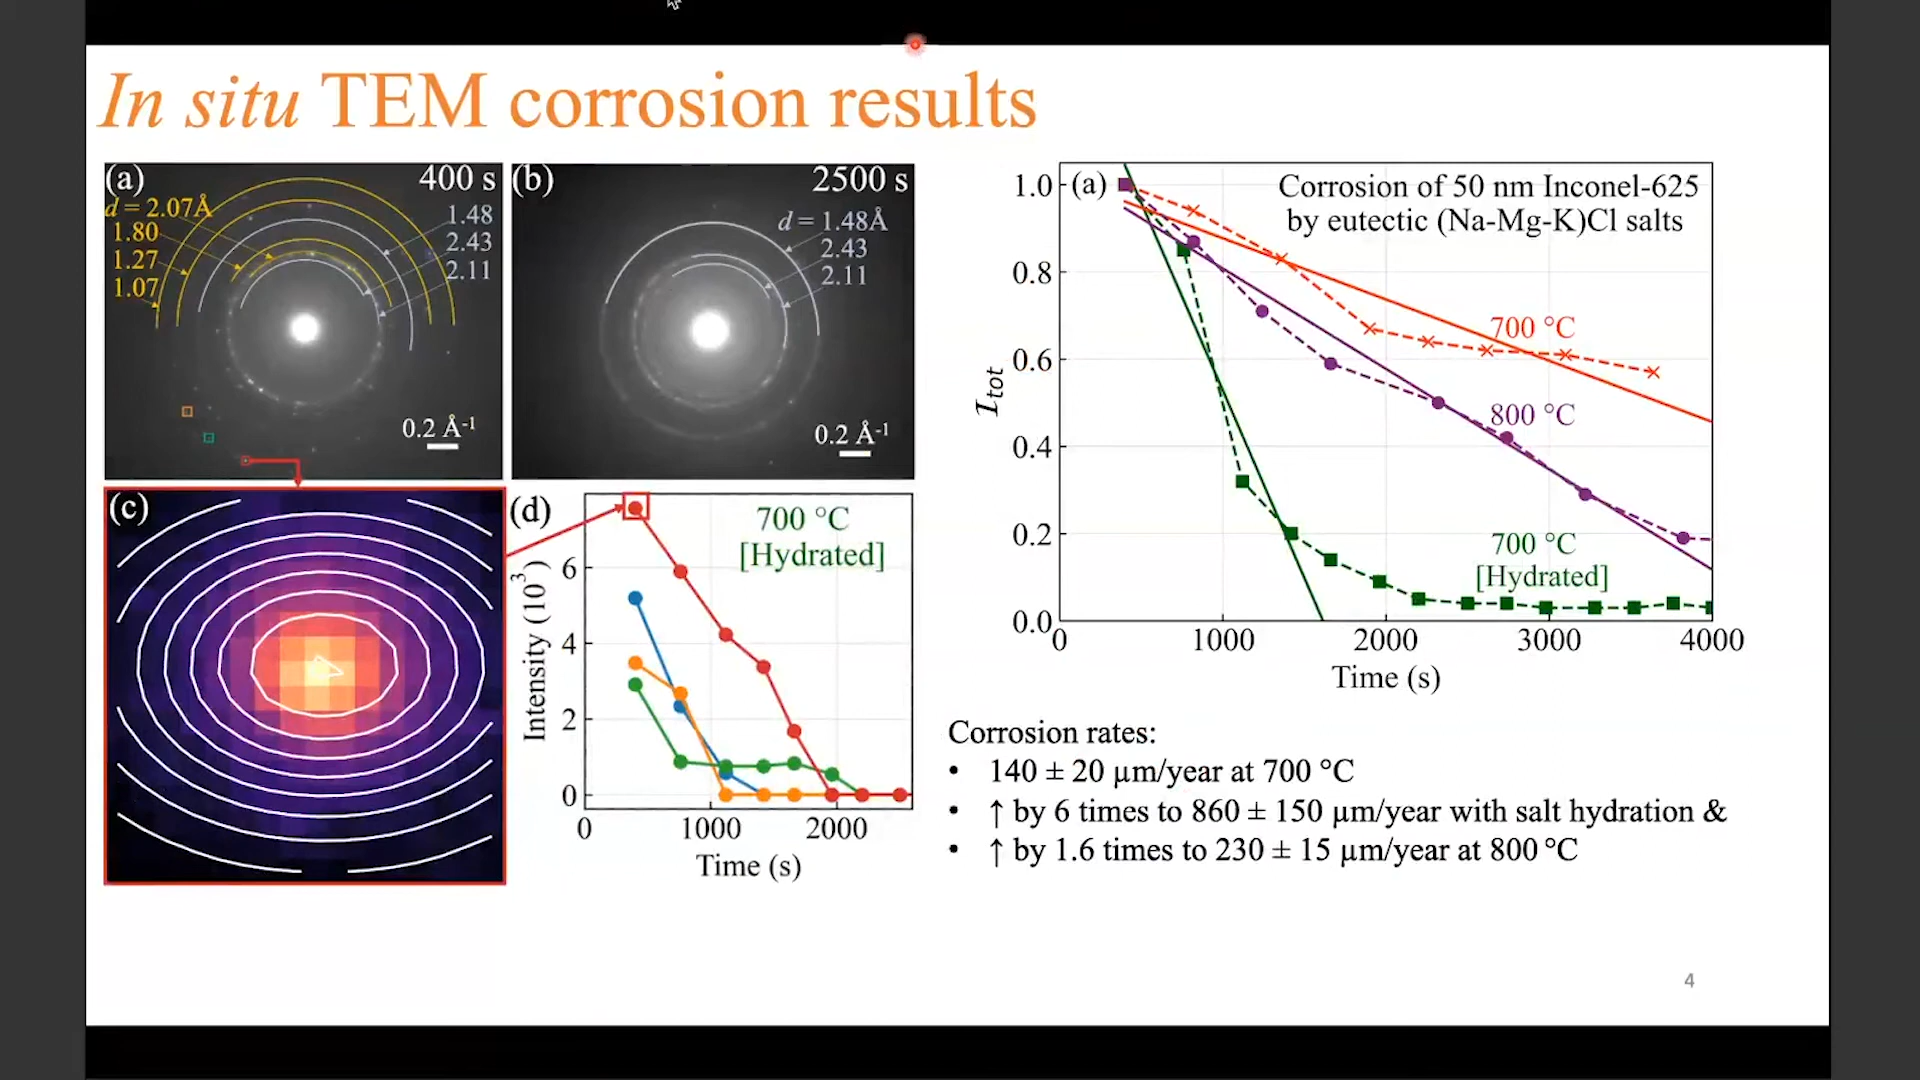 In situ TEM corrosion results
(a)
400 s
d = 2.07Å
1.80
1.27
1.07
1.48
2.43
2.11
0.2 Å-1
(b)
2500 s
d = 1.48Å
2.43
2.11
0.2 Å-1
(c)
(d)
700 °C
[Hydrated]
Intensity (10³)
6
4
2
0
0 1000 2000
Time (s)
(a)
Corrosion of 50 nm Inconel-625
by eutectic (Na-Mg-K)Cl salts
1.0
0.8
0.6
0.4
0.2
0.0
Itot
700 °C
800 °C
700 °C
[Hydrated]
0 1000 2000 3000 4000
Time (s)
Corrosion rates:
• 140 ± 20 µm/year at 700 °C
• ↑ by 6 times to 860 ± 150 µm/year with salt hydration &
• ↑ by 1.6 times to 230 ± 15 µm/year at 800 °C
4